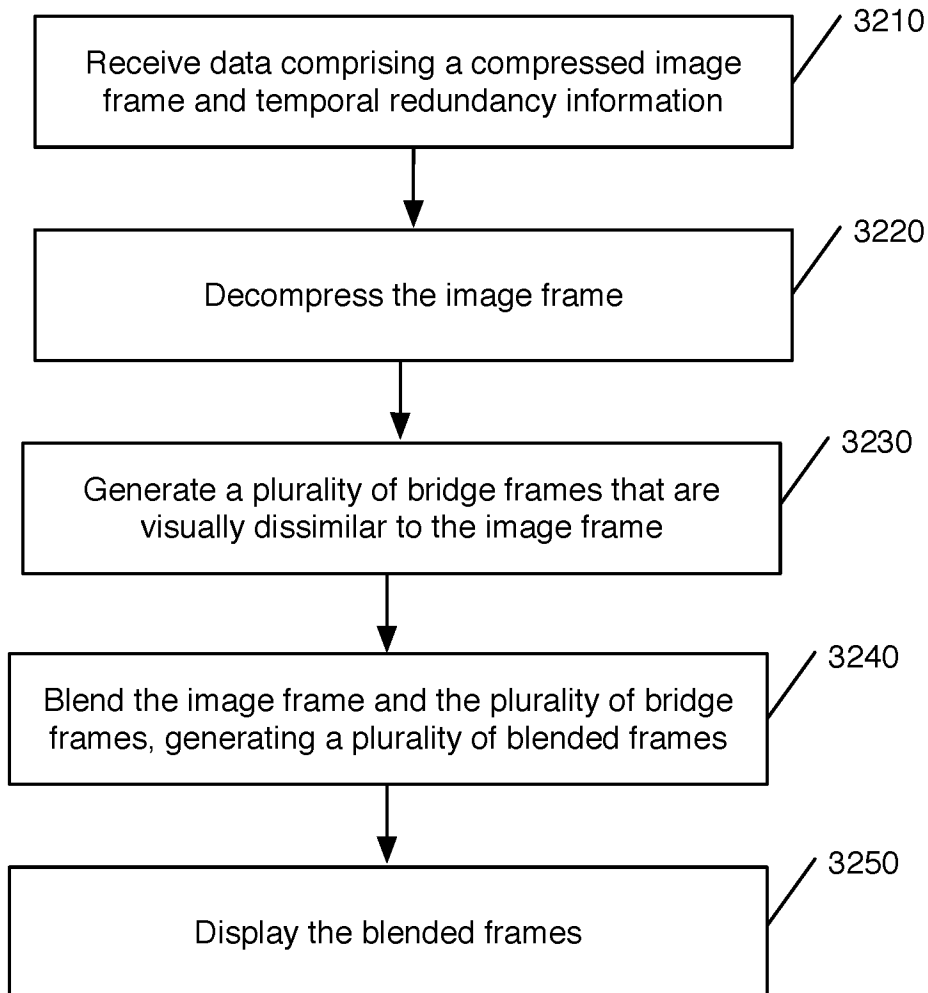 3210
Receive data comprising a compressed image
frame and temporal redundancy information
3220
Decompress the image frame
3230
Generate a plurality of bridge frames that are
visually dissimilar to the image frame
3240
Blend the image frame and the plurality of bridge
frames, generating a plurality of blended frames
3250
Display the blended frames